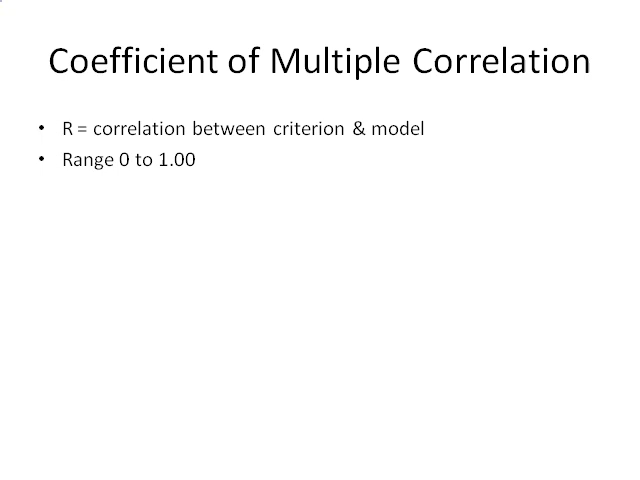 Coefficient of Multiple Correlation
• R = correlation between criterion & model
• Range 0 to 1.00